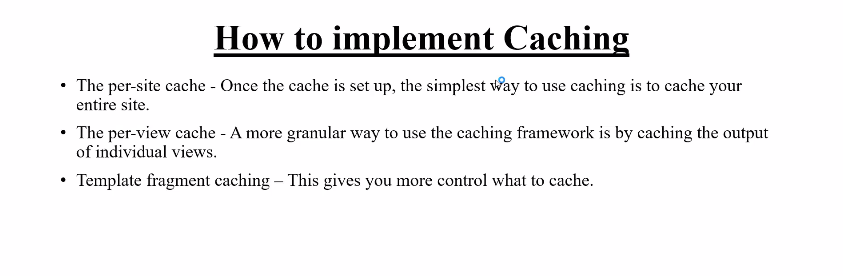 How to implement Caching
• The per-site cache - Once the cache is set up, the simplest way to use caching is to cache your
entire site.
• The per-view cache - A more granular way to use the caching framework is by caching the output
of individual views.
• Template fragment caching – This gives you more control what to cache.